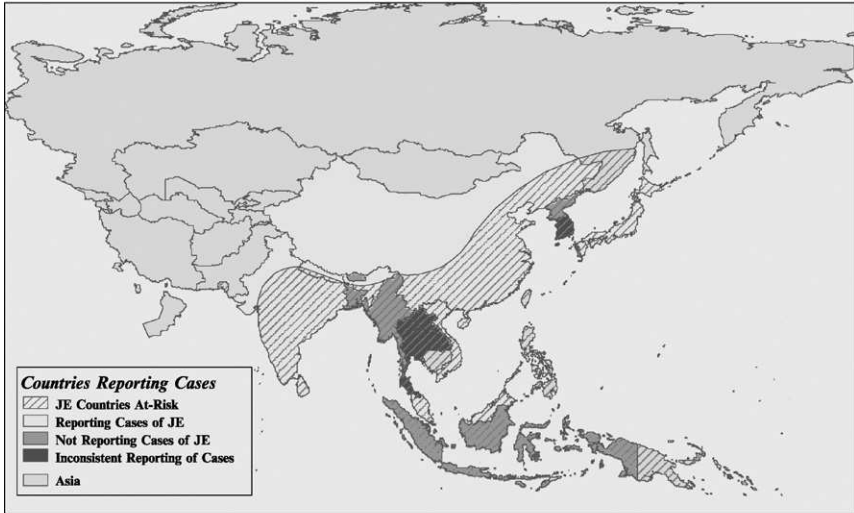 Countries Reporting Cases
JE Countries At-Risk
Reporting Cases of JE
Not Reporting Cases of JE
Inconsistent Reporting of Cases
Asia